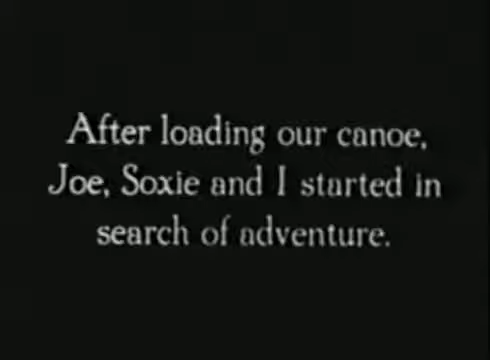 After loading our canoe,
Joe, Soxie and I started in
search of adventure.